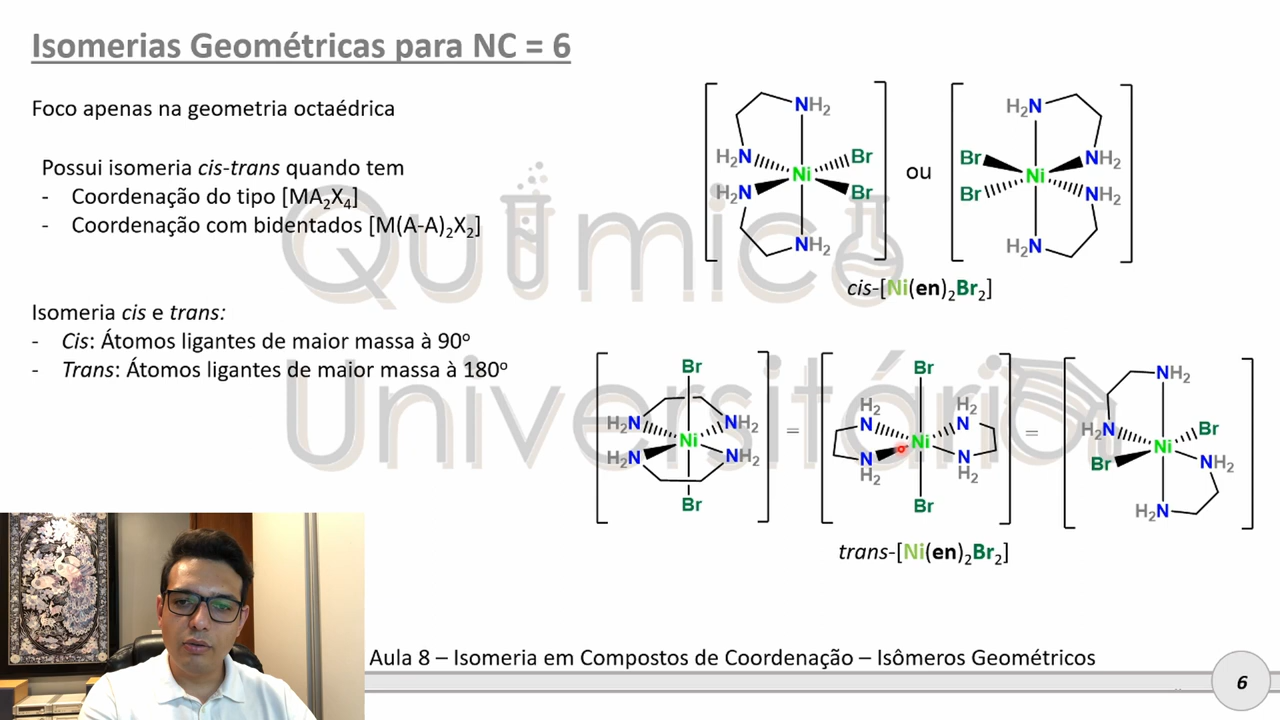 Isomerias Geométricas para NC = 6
Foco apenas na geometria octaédrica
Possui isomeria cis-trans quando tem
- Coordenação do tipo [MA2X4]
- Coordenação com bidentados [M(A-A)2X2]
Isomeria cis e trans:
- Cis: Átomos ligantes de maior massa à 90º
- Trans: Átomos ligantes de maior massa à 180º
NH2
H2N
Ni
Br
H2N
Br
NH2
ou
H2N
Br
NH2
Ni
Br
NH2
H2N
cis-[Ni(en)2Br2]
Br
H2N
NH2
Ni
H2N
NH2
Br
=
Br
H2
N
H2
N
Ni
N
H2
N
H2
Br
=
NH2
H2N
Br
Ni
Br
NH2
H2N
trans-[Ni(en)2Br2]
Químico
Universitário
Aula 8 – Isomeria em Compostos de Coordenação – Isômeros Geométricos
6